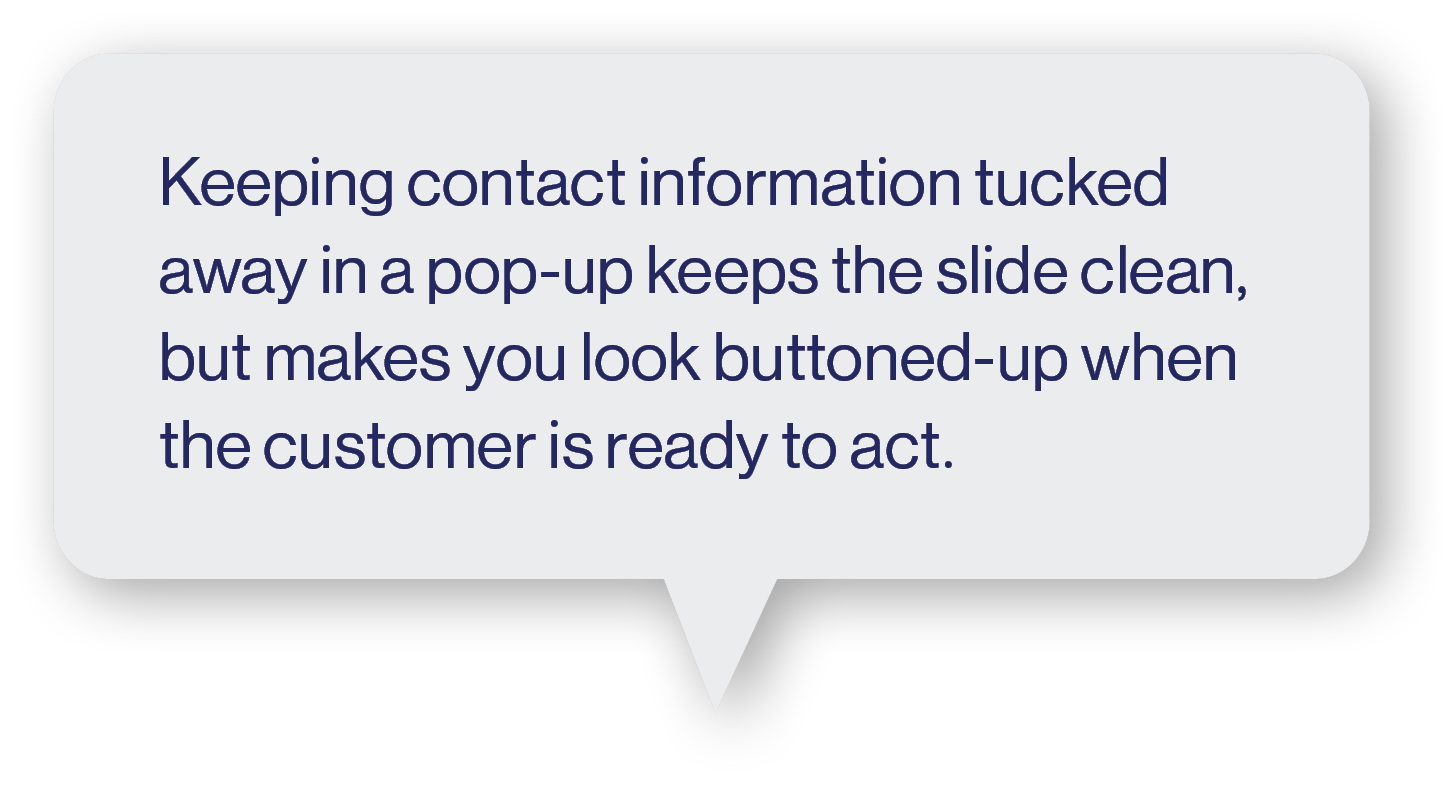 Keeping contact information tucked
away in a pop-up keeps the slide clean,
but makes you look buttoned-up when
the customer is ready to act.